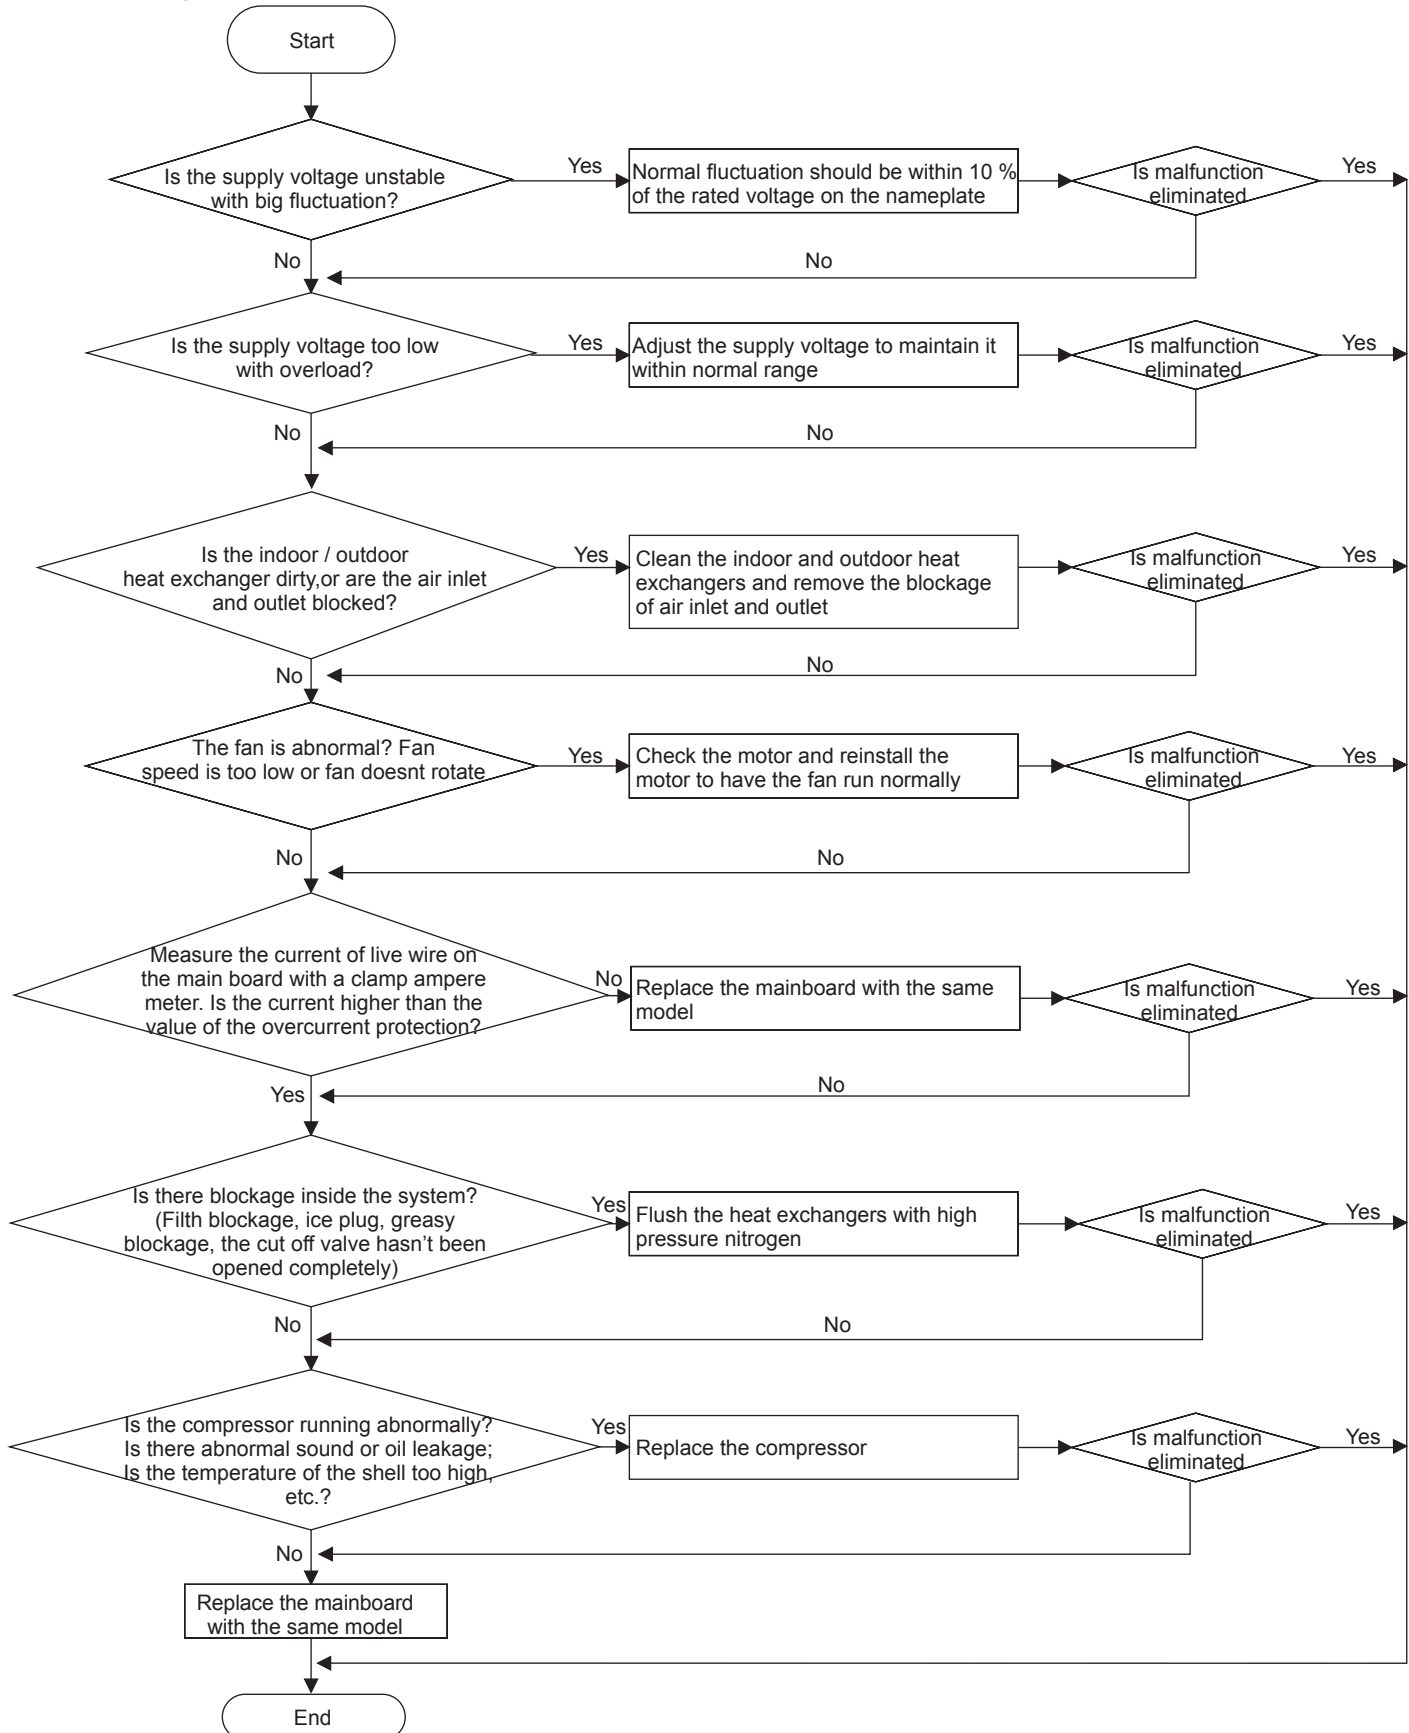 Start
Is the supply voltage unstable
with big fluctuation?
Yes
Normal fluctuation should be within 10 %
of the rated voltage on the nameplate
Is malfunction
eliminated
Yes
No
No
Is the supply voltage too low
with overload?
Yes
Adjust the supply voltage to maintain it
within normal range
Is malfunction
eliminated
Yes
No
No
Is the indoor / outdoor
heat exchanger dirty,or are the air inlet
and outlet blocked?
Yes
Clean the indoor and outdoor heat
exchangers and remove the blockage
of air inlet and outlet
Is malfunction
eliminated
Yes
No
No
The fan is abnormal? Fan
speed is too low or fan doesnt rotate
Yes
Check the motor and reinstall the
motor to have the fan run normally
Is malfunction
eliminated
Yes
No
No
Measure the current of live wire on
the main board with a clamp ampere
meter. Is the current higher than the
value of the overcurrent protection?
No
Replace the mainboard with the same
model
Is malfunction
eliminated
Yes
Yes
No
Is there blockage inside the system?
(Filth blockage, ice plug, greasy
blockage, the cut off valve hasn’t been
opened completely)
Yes
Flush the heat exchangers with high
pressure nitrogen
Is malfunction
eliminated
Yes
No
No
Is the compressor running abnormally?
Is there abnormal sound or oil leakage;
Is the temperature of the shell too high,
etc.?
Yes
Replace the compressor
Is malfunction
eliminated
Yes
No
Replace the mainboard
with the same model
End